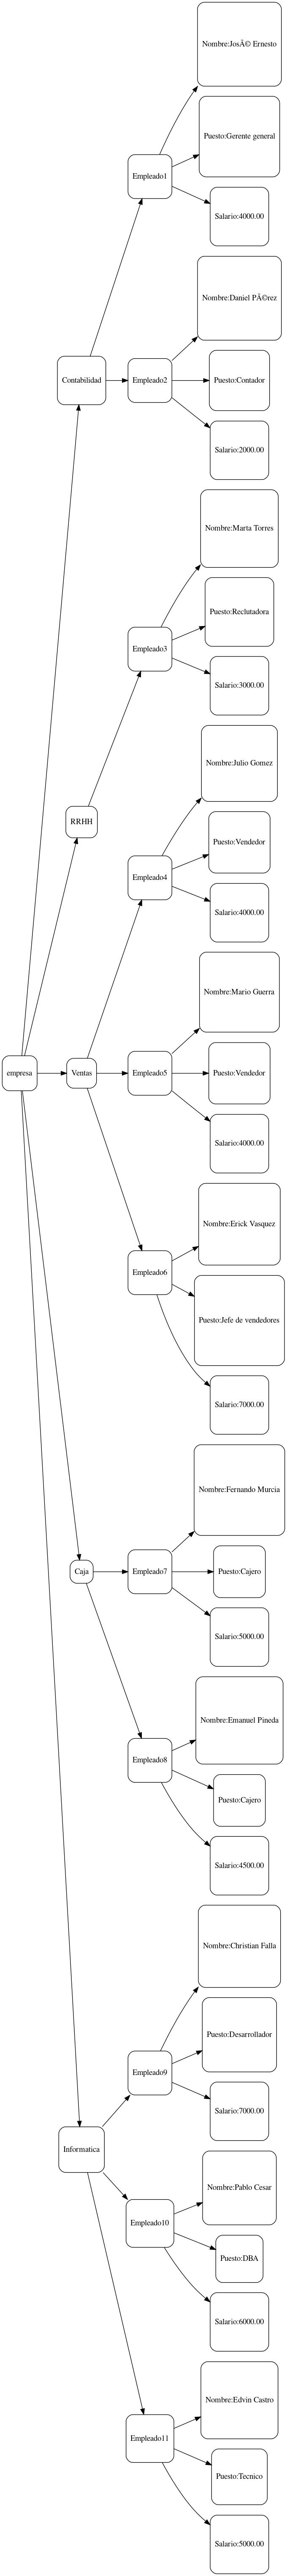 Nombre:JosÃ© Ernesto
Puesto:Gerente general
Empleado1
Salario:4000.00
Nombre:Daniel PÃ©rez
Contabilidad
Empleado2
Puesto:Contador
Salario:2000.00
Nombre:Marta Torres
Puesto:Reclutadora
Empleado3
Salario:3000.00
Nombre:Julio Gomez
RRHH
Puesto:Vendedor
Empleado4
Salario:4000.00
Nombre:Mario Guerra
empresa
Ventas
Empleado5
Puesto:Vendedor
Salario:4000.00
Nombre:Erick Vasquez
Empleado6
Puesto:Jefe de vendedores
Salario:7000.00
Nombre:Fernando Murcia
Caja
Empleado7
Puesto:Cajero
Salario:5000.00
Nombre:Emanuel Pineda
Empleado8
Puesto:Cajero
Salario:4500.00
Nombre:Christian Falla
Puesto:Desarrollador
Empleado9
Salario:7000.00
Informatica
Nombre:Pablo Cesar
Empleado10
Puesto:DBA
Salario:6000.00
Nombre:Edvin Castro
Empleado11
Puesto:Tecnico
Salario:5000.00